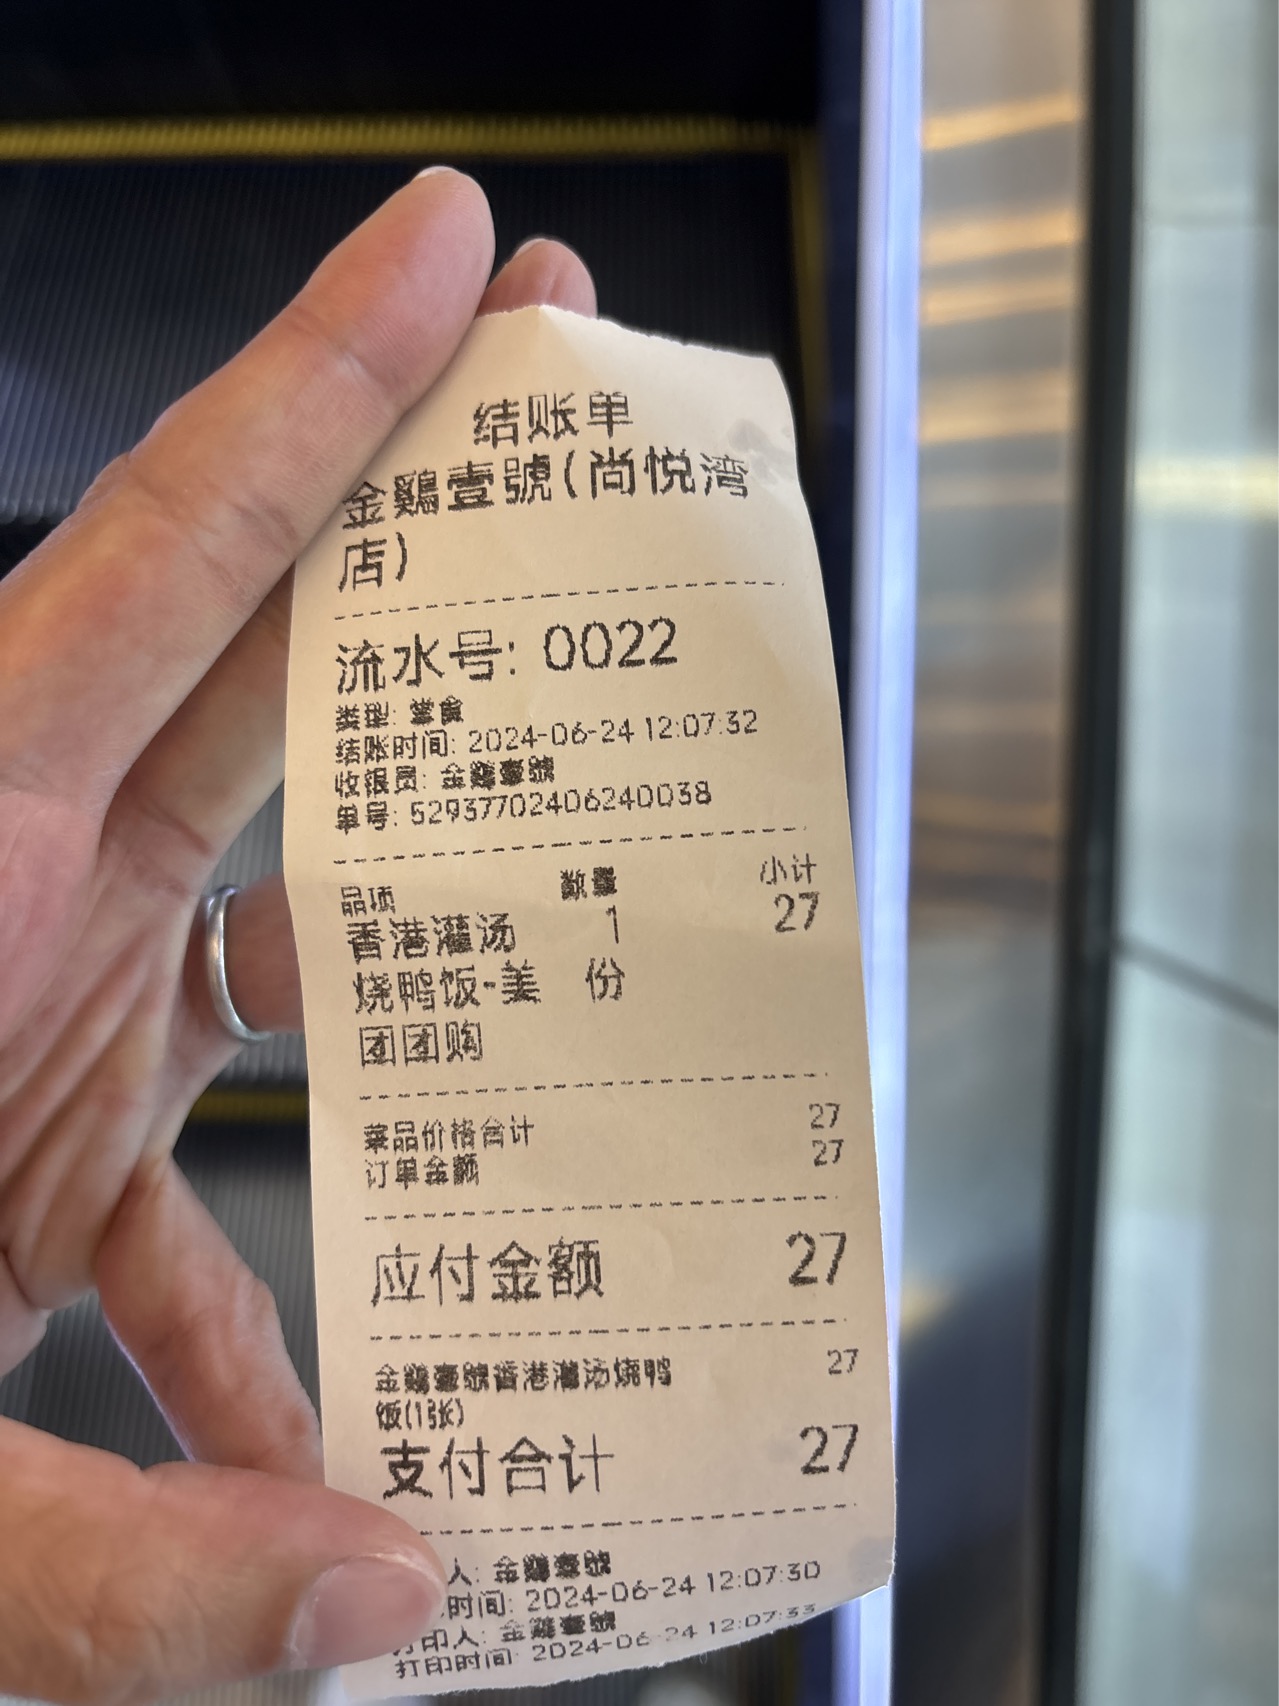 结账单
金鷄壹號(尚悦湾
店)
流水号: 0022
类型: 堂食
结账时间: 2024-06-24 12:07:32
收银员: 金鷄壹號
单号: 52937702406240038
品项 数量 小计
香港灌汤 1 27
烧鸭饭-美 份
团团购
菜品价格合计 27
订单金额 27
应付金额 27
金鷄壹號香港灌汤烧鸭 27
饭(1张)
支付合计 27
人: 金鷄壹號
时间: 2024-06-24 12:07:30
打印人: 金鷄壹號
打印时间: 2024-06-24 12:07:33